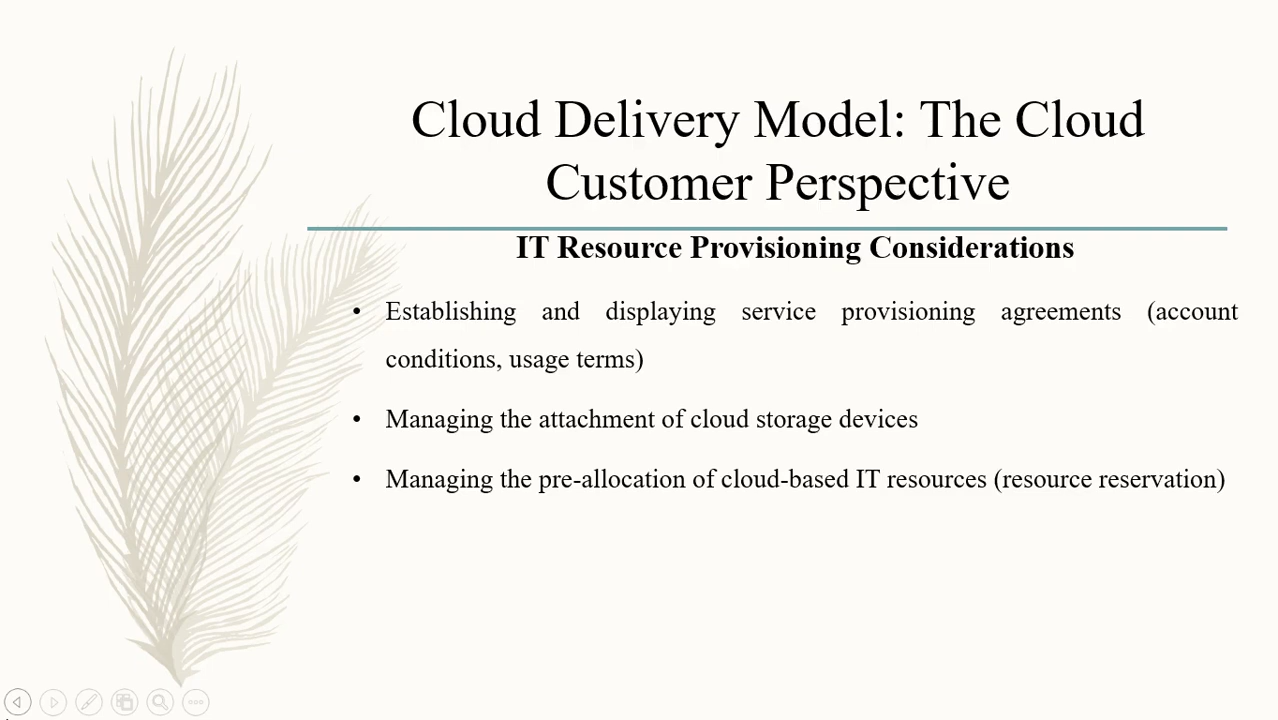 Cloud Delivery Model: The Cloud
Customer Perspective
IT Resource Provisioning Considerations
• Establishing and displaying service provisioning agreements (account
conditions, usage terms)
• Managing the attachment of cloud storage devices
• Managing the pre-allocation of cloud-based IT resources (resource reservation)